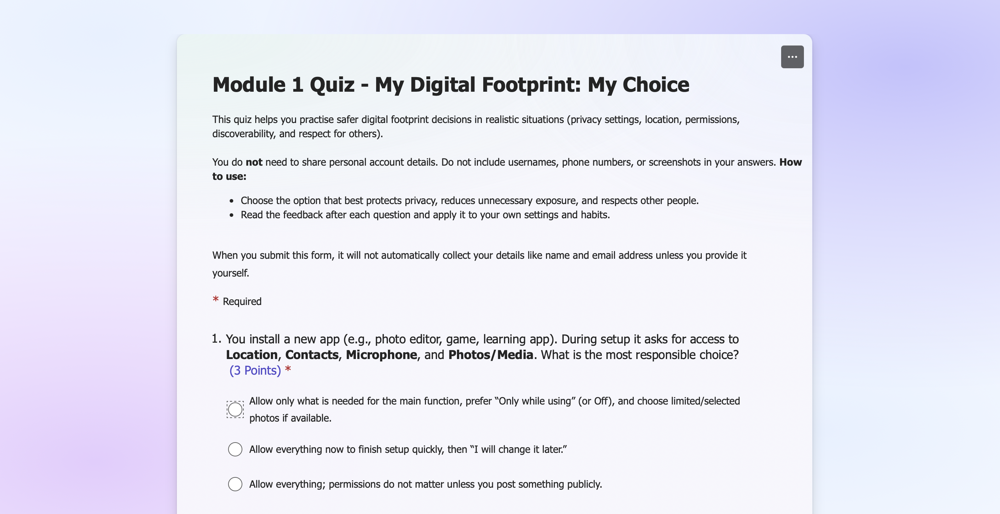 Module 1 Quiz - My Digital Footprint: My Choice
This quiz helps you practise safer digital footprint decisions in realistic situations (privacy settings, location, permissions,
discoverability, and respect for others).
You do not need to share personal account details. Do not include usernames, phone numbers, or screenshots in your answers. How
to use:
• Choose the option that best protects privacy, reduces unnecessary exposure, and respects other people.
• Read the feedback after each question and apply it to your own settings and habits.
When you submit this form, it will not automatically collect your details like name and email address unless you provide it
yourself.
* Required
1. You install a new app (e.g., photo editor, game, learning app). During setup it asks for access to
Location, Contacts, Microphone, and Photos/Media. What is the most responsible choice?
(3 Points) *
Allow only what is needed for the main function, prefer “Only while using” (or Off), and choose limited/selected
photos if available.
Allow everything now to finish setup quickly, then “I will change it later.”
Allow everything; permissions do not matter unless you post something publicly.